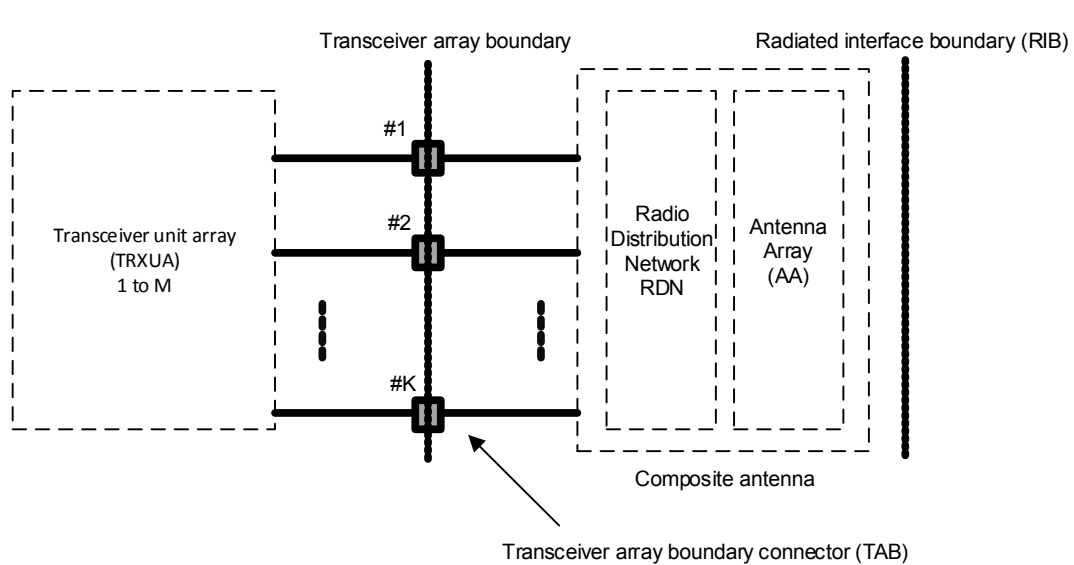 Transceiver array boundary
Radiated interface boundary (RIB)
#1
#2
#K
Transceiver unit array
(TRXUA)
1 to M
Radio
Distribution
Network
RDN
Antenna
Array
(AA)
Composite antenna
Transceiver array boundary connector (TAB)